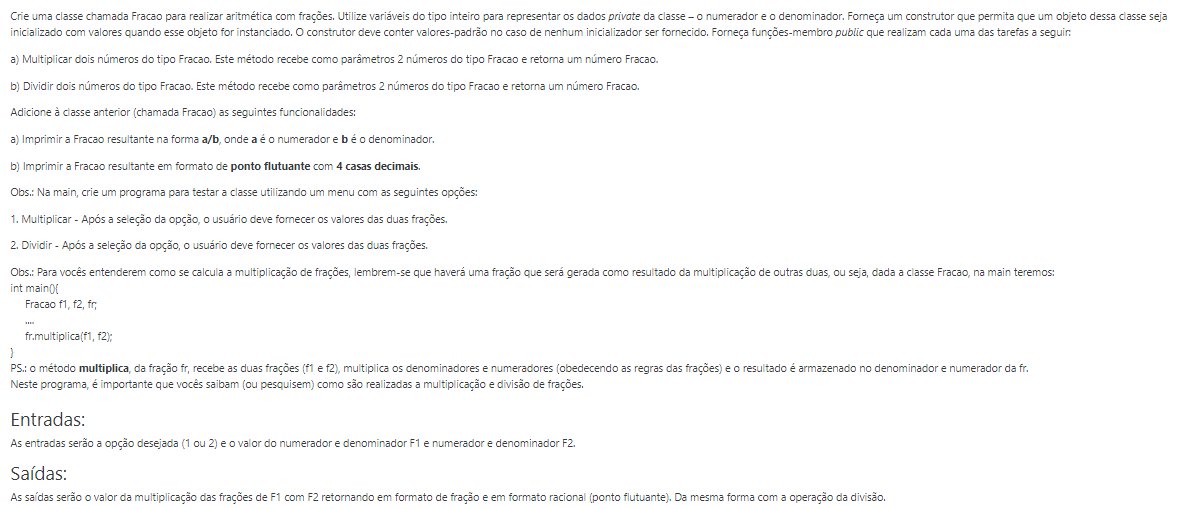 Crie uma classe chamada Fracao para realizar aritmética com frações. Utilize variáveis do tipo inteiro para representar os dados private da classe – o numerador e o denominador. Forneça um construtor que permita que um objeto dessa classe seja
inicializado com valores quando esse objeto for instanciado. O construtor deve conter valores-padrão no caso de nenhum inicializador ser fornecido. Forneça funções-membro public que realizam cada uma das tarefas a seguir:
a) Multiplicar dois números do tipo Fracao. Este método recebe como parâmetros 2 números do tipo Fracao e retorna um número Fracao.
b) Dividir dois números do tipo Fracao. Este método recebe como parâmetros 2 números do tipo Fracao e retorna um número Fracao.
Adicione à classe anterior (chamada Fracao) as seguintes funcionalidades:
a) Imprimir a Fracao resultante na forma a/b, onde a é o numerador e b é o denominador.
b) Imprimir a Fracao resultante em formato de ponto flutuante com 4 casas decimais.
Obs.: Na main, crie um programa para testar a classe utilizando um menu com as seguintes opções:
1. Multiplicar - Após a seleção da opção, o usuário deve fornecer os valores das duas frações.
2. Dividir - Após a seleção da opção, o usuário deve fornecer os valores das duas frações.
Obs.: Para vocês entenderem como se calcula a multiplicação de frações, lembrem-se que haverá uma fração que será gerada como resultado da multiplicação de outras duas, ou seja, dada a classe Fracao, na main teremos:
int main(){
Fracao f1, f2, fr;
....
fr.multiplica(f1, f2);
}
PS.: o método multiplica, da fração fr, recebe as duas frações (f1 e f2), multiplica os denominadores e numeradores (obedecendo as regras das frações) e o resultado é armazenado no denominador e numerador da fr.
Neste programa, é importante que vocês saibam (ou pesquisem) como são realizadas a multiplicação e divisão de frações.
Entradas:
As entradas serão a opção desejada (1 ou 2) e o valor do numerador e denominador F1 e numerador e denominador F2.
Saídas:
As saídas serão o valor da multiplicação das frações de F1 com F2 retornando em formato de fração e em formato racional (ponto flutuante). Da mesma forma com a operação da divisão.